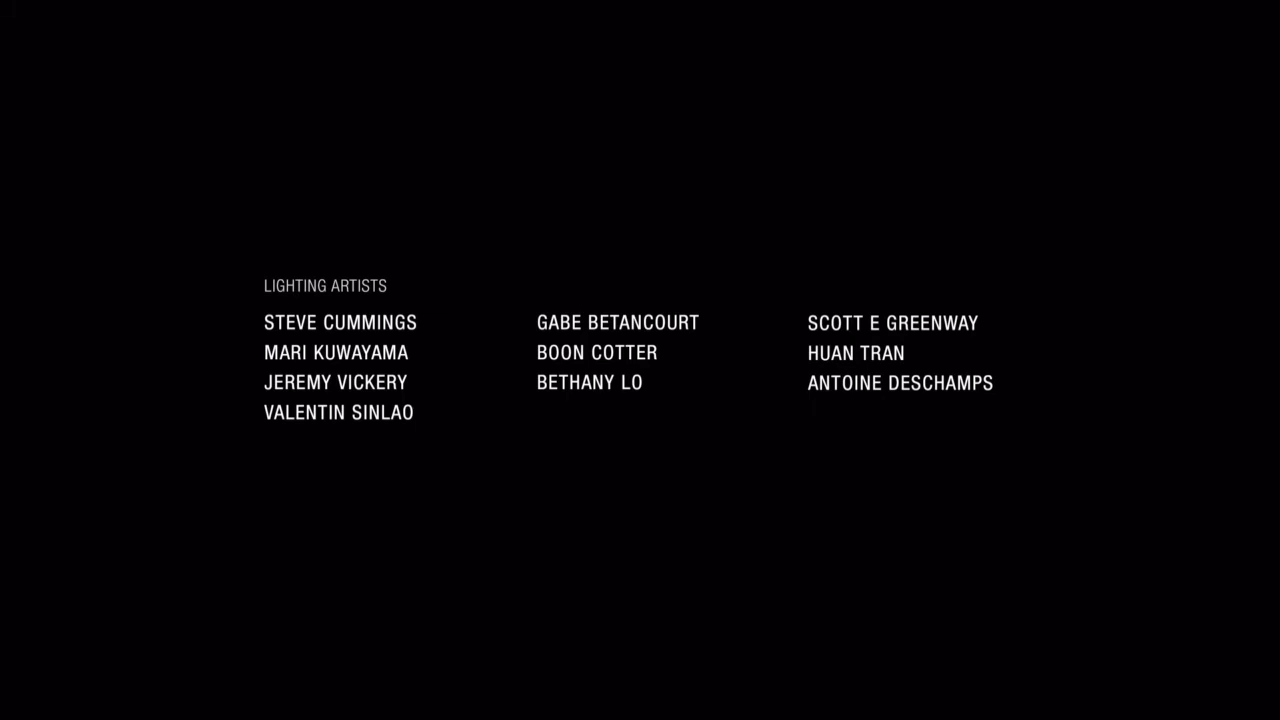 LIGHTING ARTISTS
STEVE CUMMINGS
MARI KUWAYAMA
JEREMY VICKERY
VALENTIN SINLAO
GABE BETANCOURT
BOON COTTER
BETHANY LO
SCOTT E GREENWAY
HUAN TRAN
ANTOINE DESCHAMPS